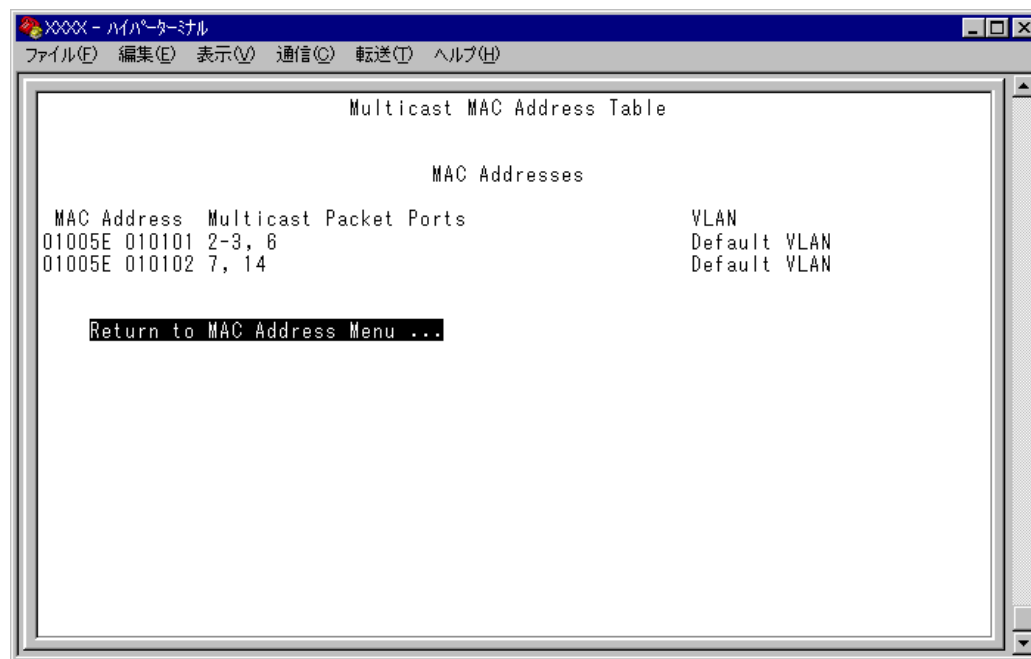 XXXX - ハイパーターミナル
ファイル(F) 編集(E) 表示(V) 通信(C) 転送(T) ヘルプ(H)
Multicast MAC Address Table
MAC Addresses
MAC Address Multicast Packet Ports VLAN
01005E 010101 2-3, 6 Default VLAN
01005E 010102 7, 14 Default VLAN
Return to MAC Address Menu ...